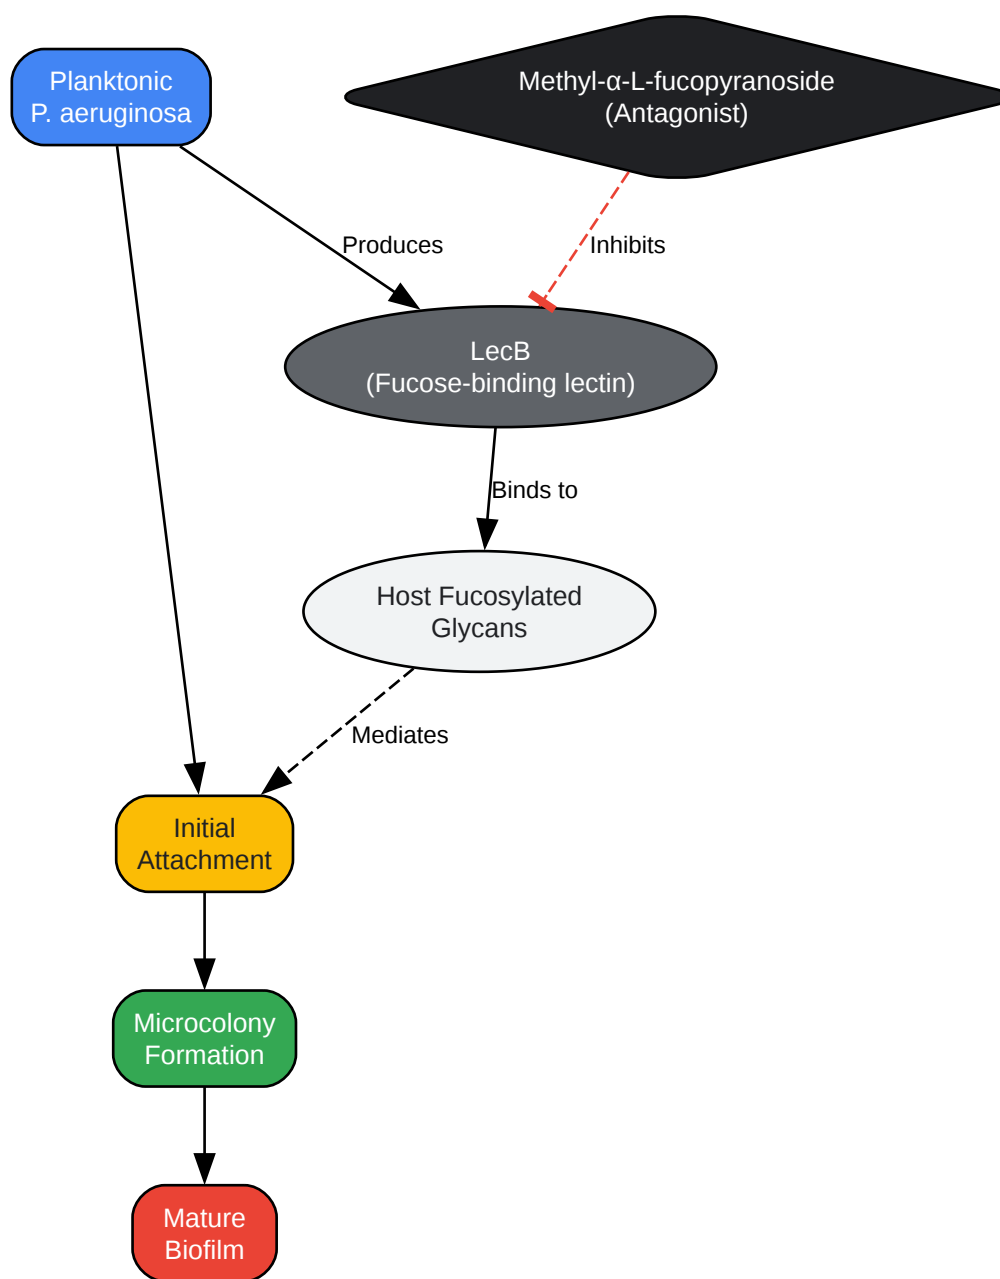 Planktonic
P. aeruginosa
Methyl-α-L-fucopyranoside
(Antagonist)
Produces
Inhibits
LecB
(Fucose-binding lectin)
Binds to
Host Fucosylated
Glycans
Mediates
Initial
Attachment
Microcolony
Formation
Mature
Biofilm